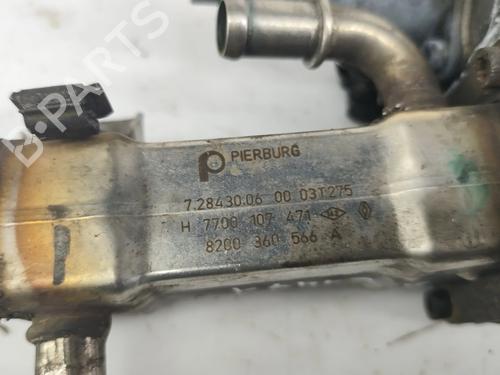 B-PARTS
PIERBURG
7.28430.06 00 03T275
H 7700 107 471
8200 360 566 A